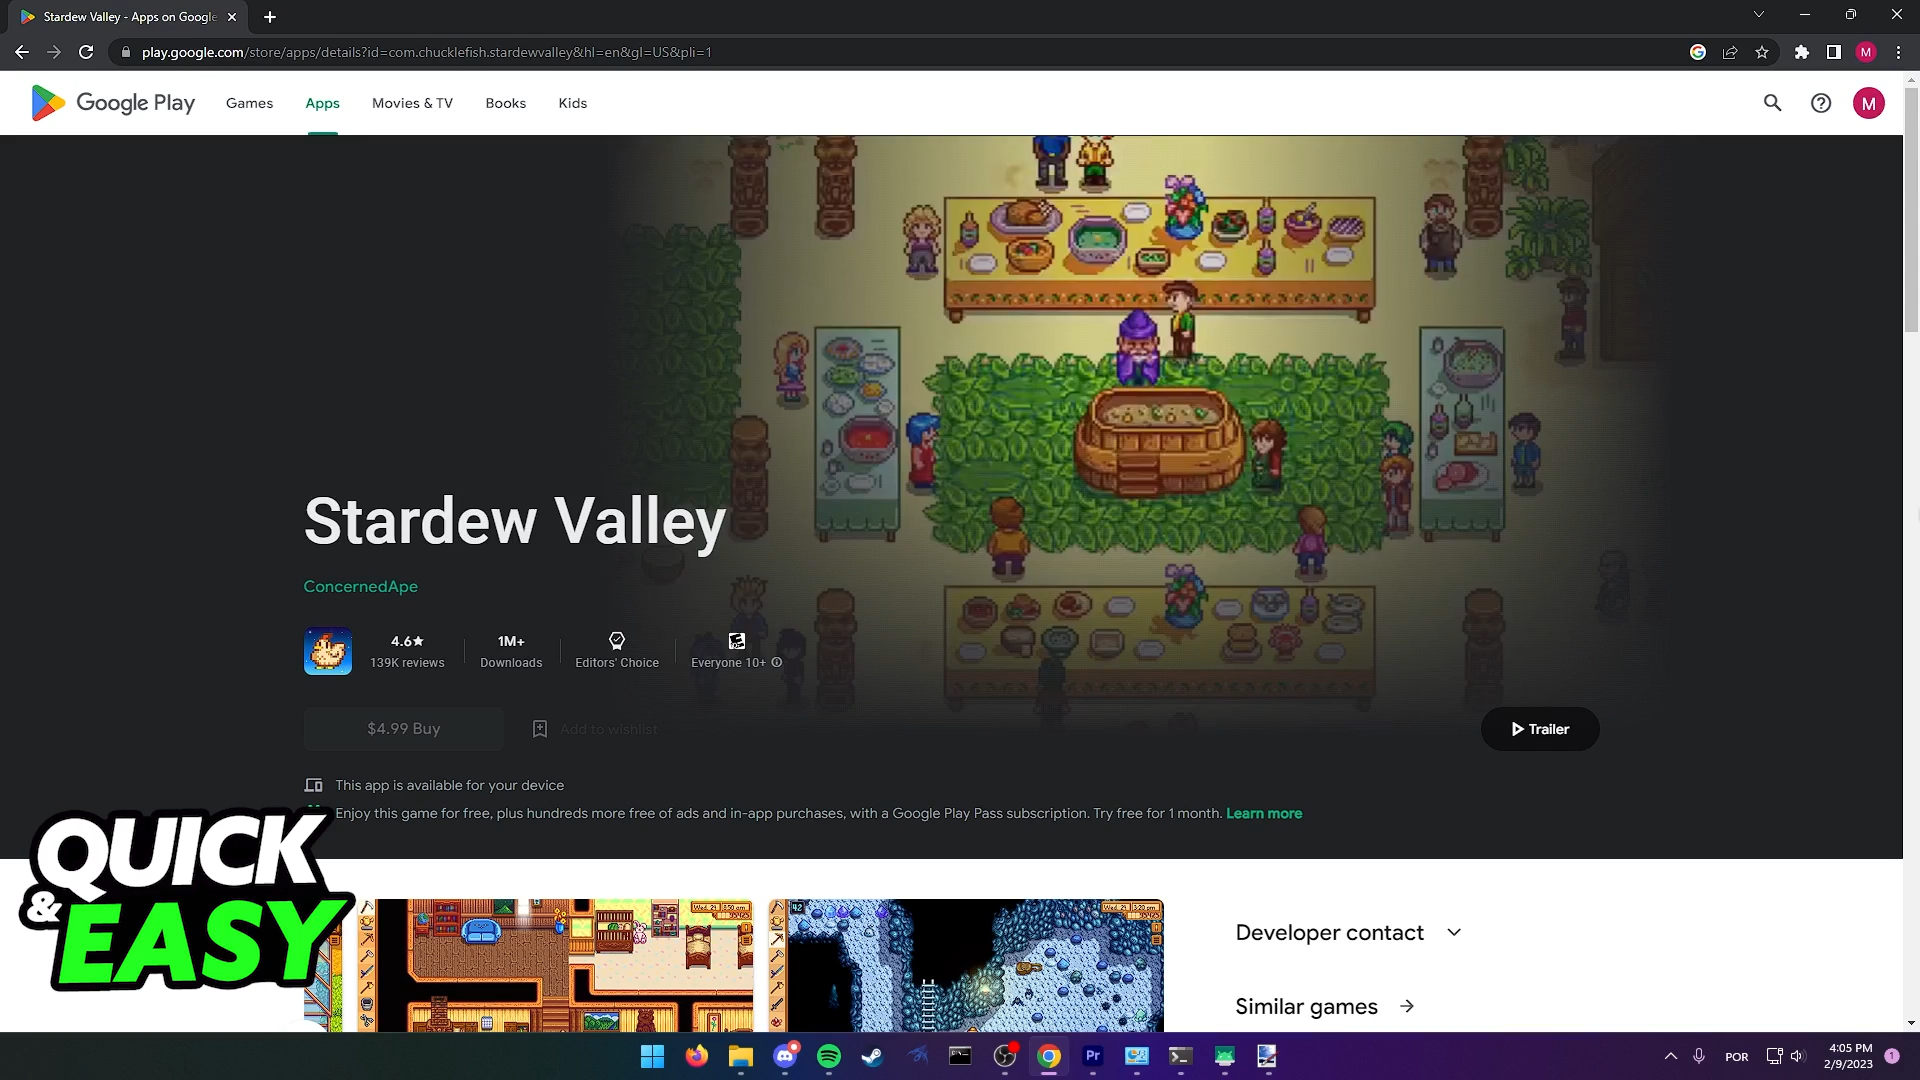 Stardew Valley - Apps on Google
play.google.com/store/apps/details?id=com.chucklefish.stardewvalley&hl=en&gl=US&pli=1
M
Google Play
Games
Apps
Movies & TV
Books
Kids
M
Stardew Valley
ConcernedApe
4.6★
139K reviews
1M+
Downloads
Editors' Choice
E
Everyone 10+
$4.99 Buy
Add to wishlist
Trailer
This app is available for your device
Enjoy this game for free, plus hundreds more free of ads and in-app purchases, with a Google Play Pass subscription. Try free for 1 month. Learn more
QUICK
& EASY
42
Developer contact
Similar games
Pr
POR
4:05 PM
2/9/2023
1